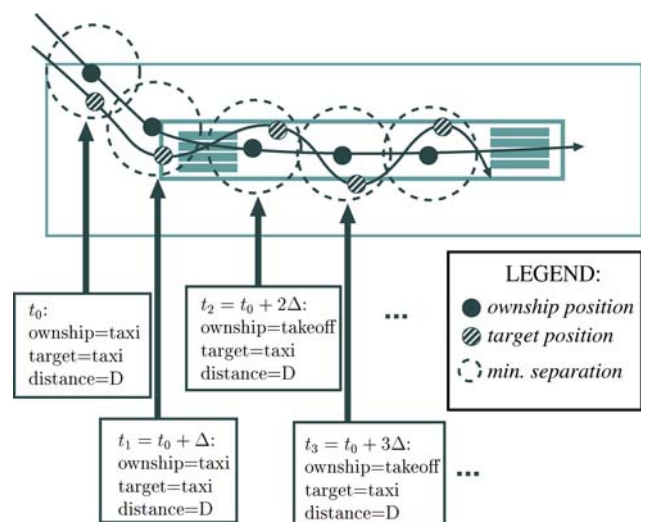 t₀:
ownship=taxi
target=taxi
distance=D
t₁ = t₀ + Δ:
ownship=taxi
target=taxi
distance=D
t₂ = t₀ + 2Δ:
ownship=takeoff
target=taxi
distance=D
...
t₃ = t₀ + 3Δ:
ownship=takeoff
target=taxi
distance=D
...
LEGEND:
ownship position
target position
min. separation